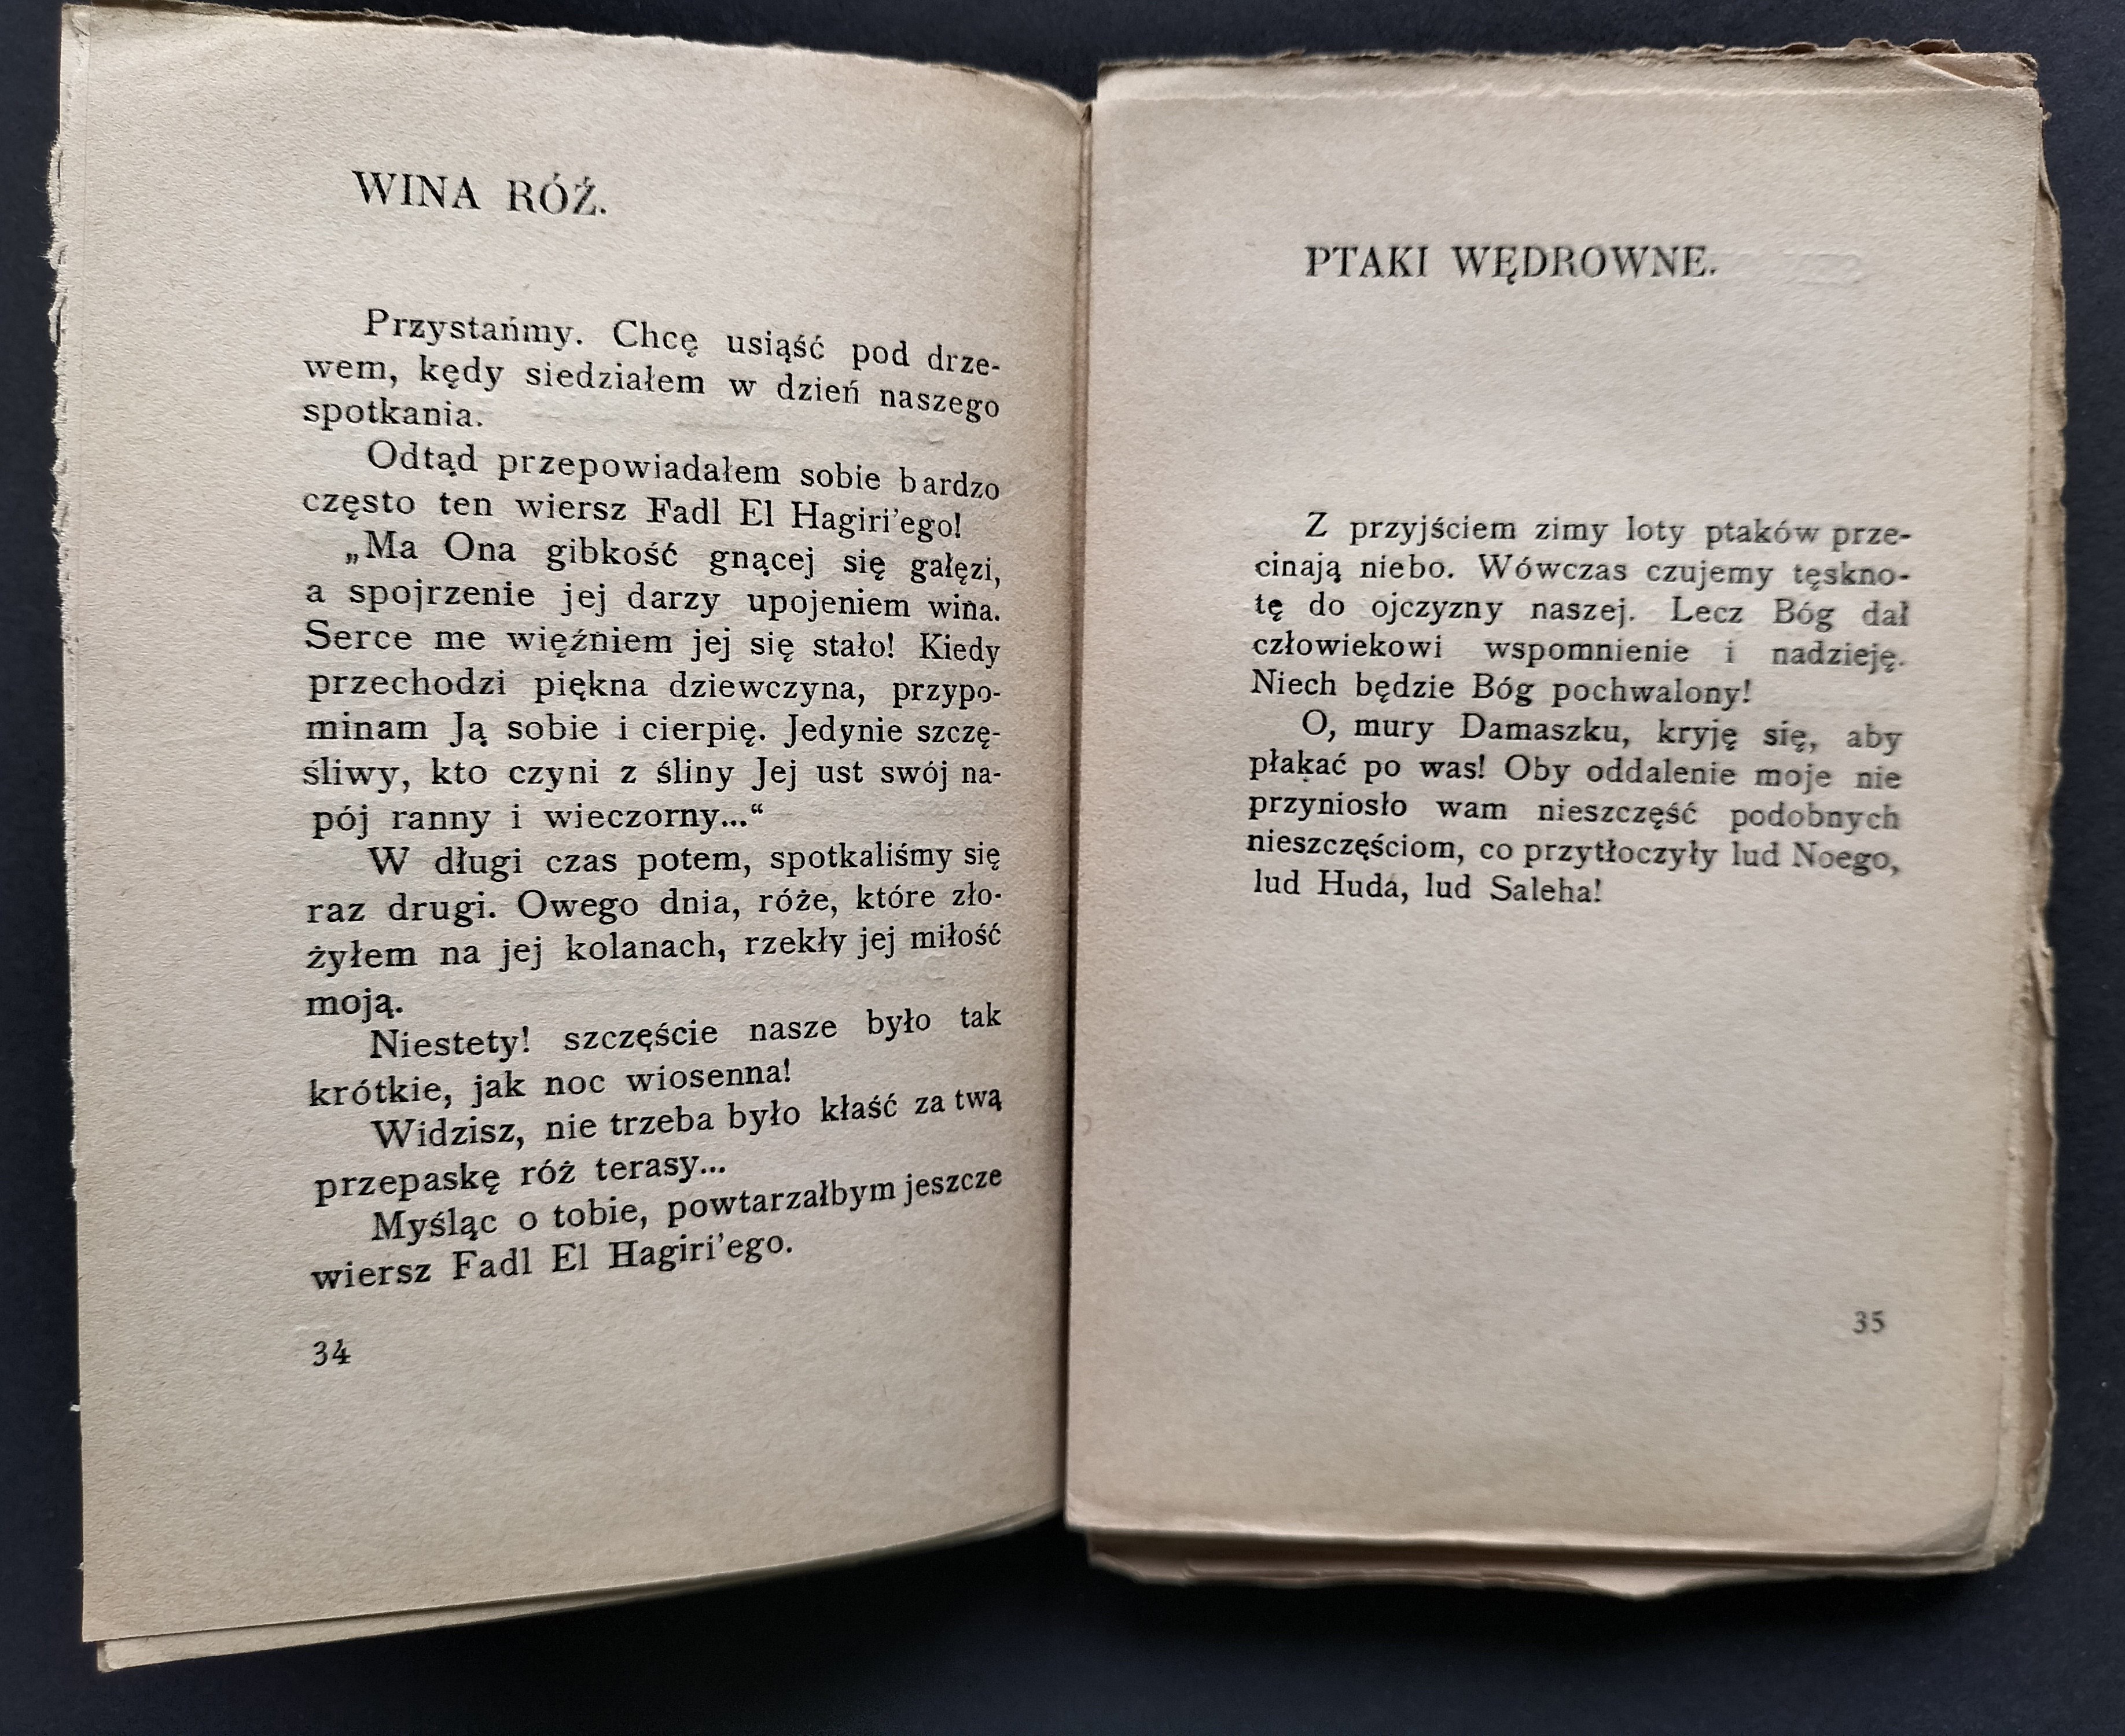 WINA RÓŹ.
Przystańmy. Chcę usiąść pod drze-
wem, kędy siedziałem w dzień naszego
spotkania.
Odtąd przepowiadałem sobie bardzo
często ten wiersz Fadl El Hagiri’ego!
„Ma Ona gibkość gnącej się gałęzi,
a spojrzenie jej darzy upojeniem wina.
Serce me więźniem jej się stało! Kiedy
przechodzi piękna dziewczyna, przypo-
minam Ją sobie i cierpię. Jedynie szczę-
śliwy, kto czyni z śliny Jej ust swój na-
pój ranny i wieczorny...“
W długi czas potem, spotkaliśmy się
raz drugi. Owego dnia, róże, które zło-
żyłem na jej kolanach, rzekły jej miłość
moją.
Niestety! szczęście nasze było tak
krótkie, jak noc wiosenna!
Widzisz, nie trzeba było kłaść za twą
przepaskę róż terasy...
Myśląc o tobie, powtarzałbym jeszcze
wiersz Fadl El Hagiri’ego.
34
PTAKI WĘDROWNE.
Z przyjściem zimy loty ptaków prze-
cinają niebo. Wówczas czujemy tęskno-
tę do ojczyzny naszej. Lecz Bóg dał
człowiekowi wspomnienie i nadzieję.
Niech będzie Bóg pochwalony!
O, mury Damaszku, kryję się, aby
płakać po was! Oby oddalenie moje nie
przyniosło wam nieszczęść podobnych
nieszczęściom, co przytłoczyły lud Noego,
lud Huda, lud Saleha!
35